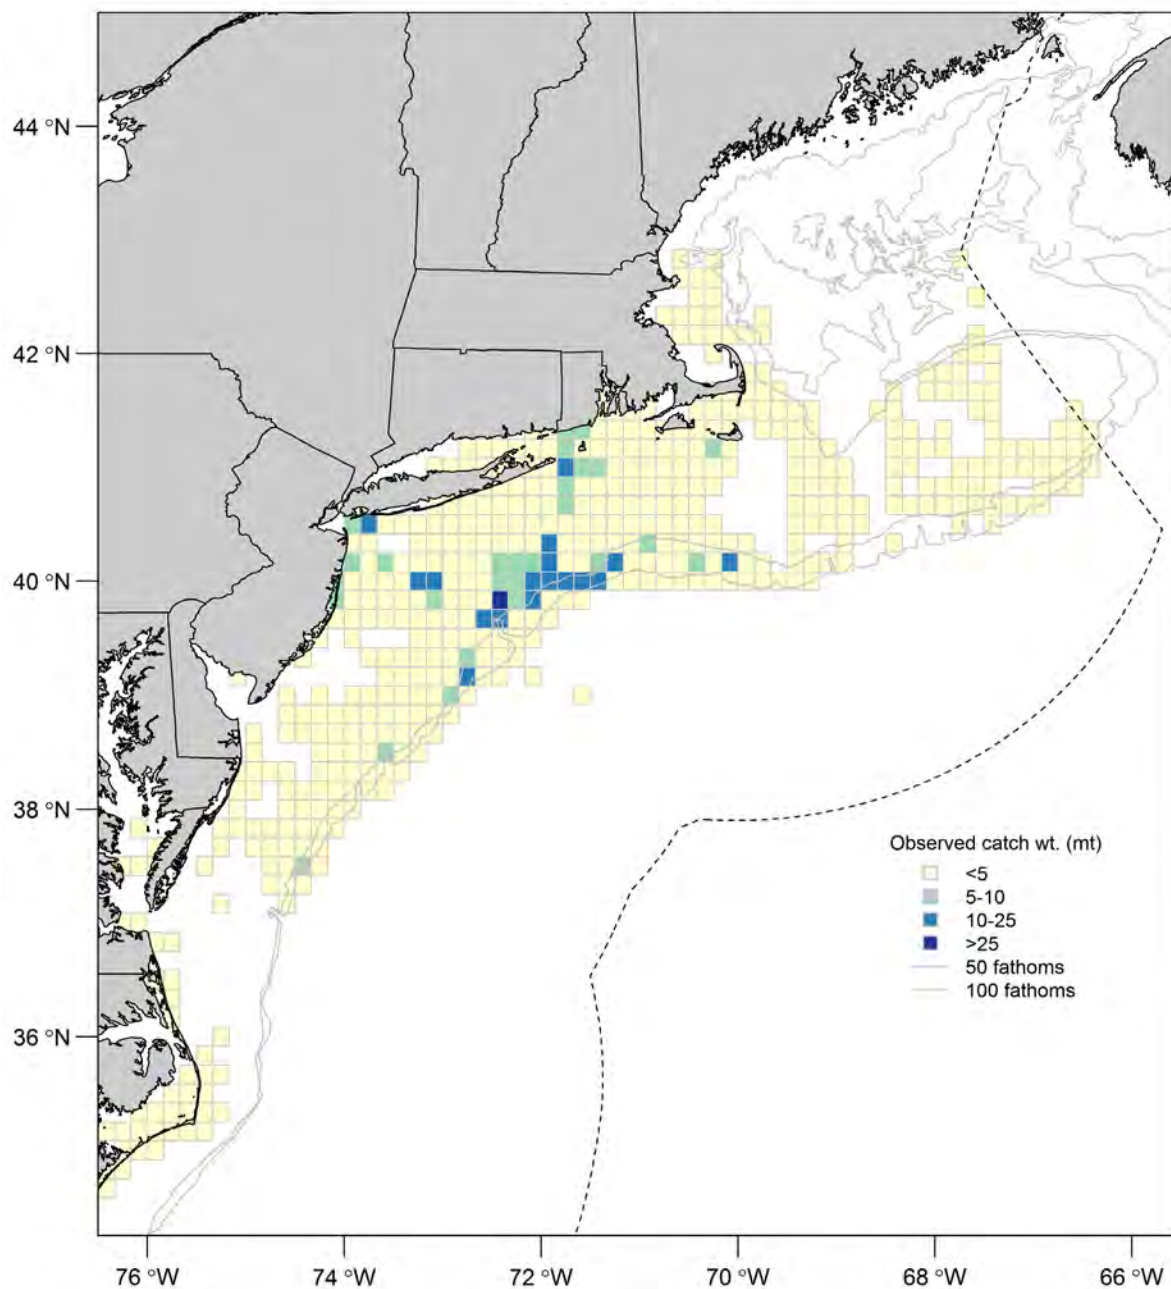 44 °N
42 °N
40 °N
38 °N
36 °N
Observed catch wt. (mt)
<5
5-10
10-25
>25
50 fathoms
100 fathoms
76 °W 74 °W 72 °W 70 °W 68 °W 66 °W